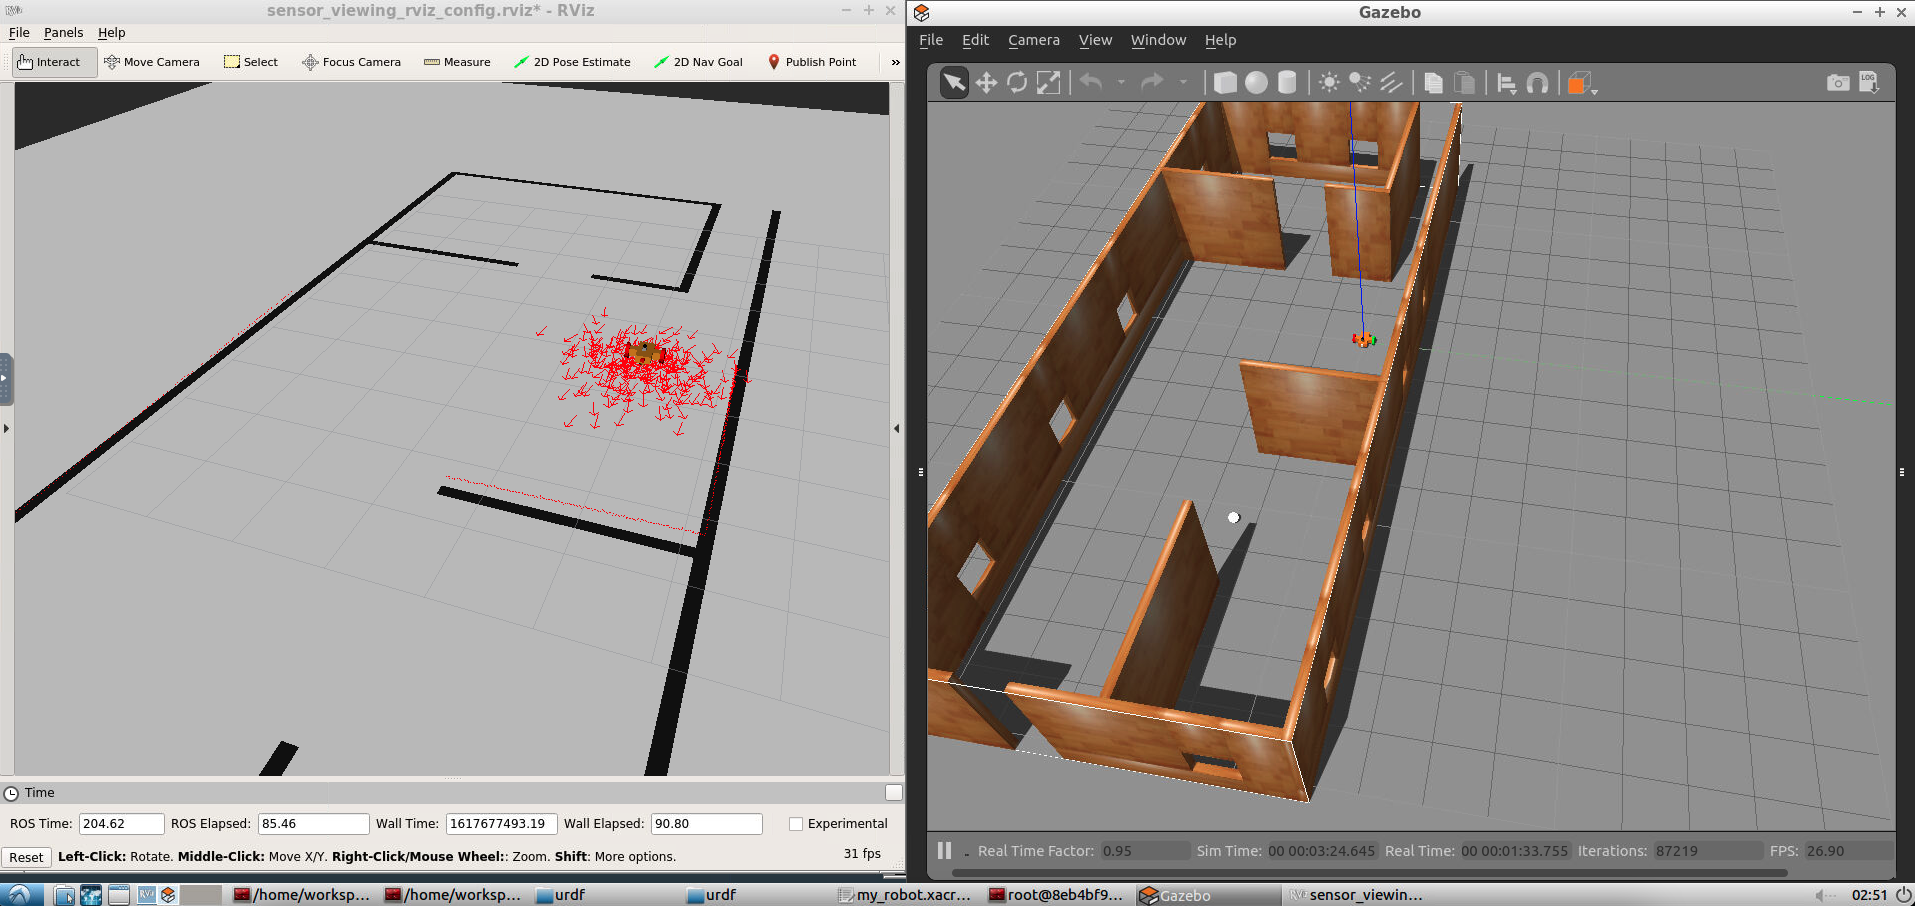 sensor_viewing_rviz_config.rviz* - RViz
File Panels Help
Interact Move Camera Select Focus Camera Measure 2D Pose Estimate 2D Nav Goal Publish Point »
Time
ROS Time: 204.62 ROS Elapsed: 85.46 Wall Time: 1617677493.19 Wall Elapsed: 90.80 Experimental
Reset Left-Click: Rotate. Middle-Click: Move X/Y. Right-Click/Mouse Wheel:: Zoom. Shift: More options. 31 fps
Gazebo
File Edit Camera View Window Help
LOG
Real Time Factor: 0.95 Sim Time: 00 00:03:24.645 Real Time: 00 00:01:33.755 Iterations: 87219 FPS: 26.90
/home/worksp... /home/worksp... urdf urdf my_robot.xacr... root@8eb4bf9... Gazebo sensor_viewin... 02:51